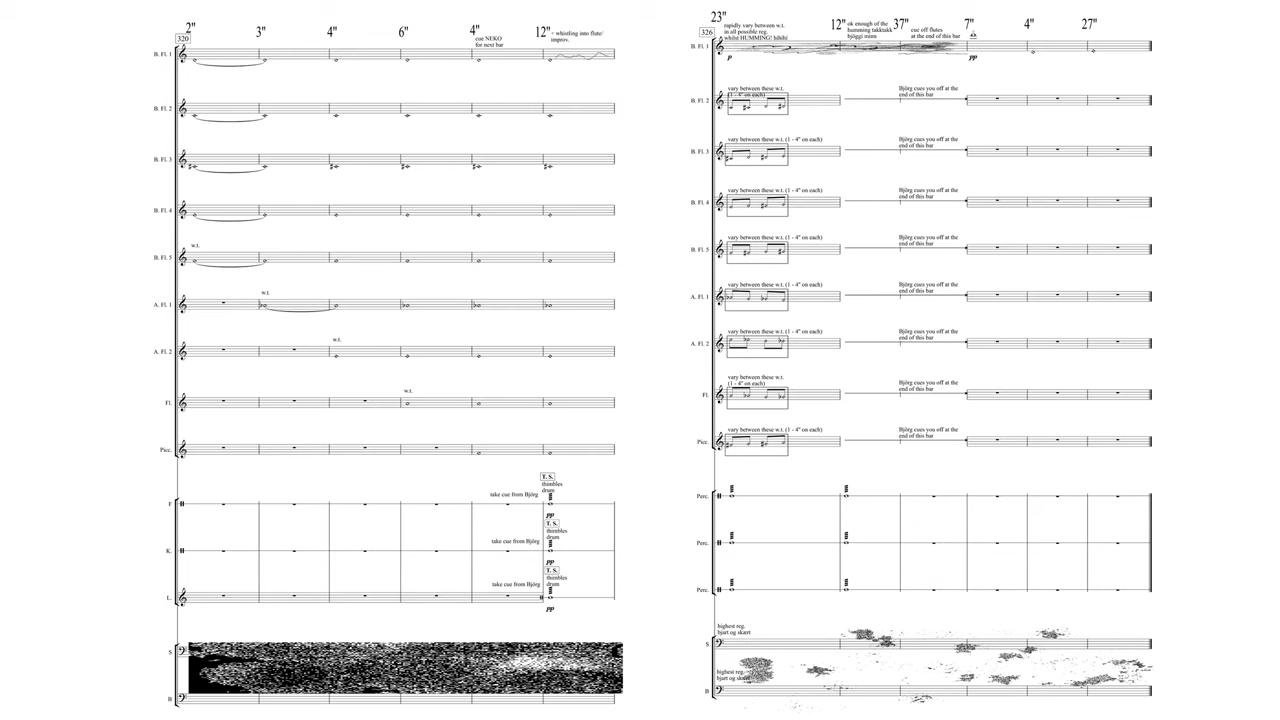 2"
3"
4"
6"
4"
12"
320
cue NEKO
for next bar
+ whistling into flute/
improv.
B. Fl. 1
B. Fl. 2
B. Fl. 3
B. Fl. 4
w.t.
B. Fl. 5
w.t.
A. Fl. 1
w.t.
A. Fl. 2
w.t.
Fl.
Picc.
T. S.
thimbles
drum
take cue from Björg
F
pp
T. S.
thimbles
drum
take cue from Björg
K.
pp
T. S.
thimbles
drum
take cue from Björg
L.
pp
S
B
23"
12"
37"
7"
4"
27"
326
rapidly vary between w.t.
in all possible reg.
whilst HUMMING! hihihi
ok enough of the
humming takktakk
björggi minn
cue off flutes
at the end of this bar
B. Fl. 1
p
pp
vary between these w.t.
(1 - 4" on each)
Björg cues you off at the
end of this bar
B. Fl. 2
vary between these w.t. (1 - 4" on each)
Björg cues you off at the
end of this bar
B. Fl. 3
vary between these w.t. (1 - 4" on each)
Björg cues you off at the
end of this bar
B. Fl. 4
vary between these w.t. (1 - 4" on each)
Björg cues you off at the
end of this bar
B. Fl. 5
vary between these w.t. (1 - 4" on each)
Björg cues you off at the
end of this bar
A. Fl. 1
vary between these w.t. (1 - 4" on each)
Björg cues you off at the
end of this bar
A. Fl. 2
vary between these w.t.
(1 - 4" on each)
Björg cues you off at the
end of this bar
Fl.
vary between these w.t. (1 - 4" on each)
Björg cues you off at the
end of this bar
Picc.
Perc.
Perc.
Perc.
highest reg.
bjart og skært
S
highest reg.
bjart og skært
B